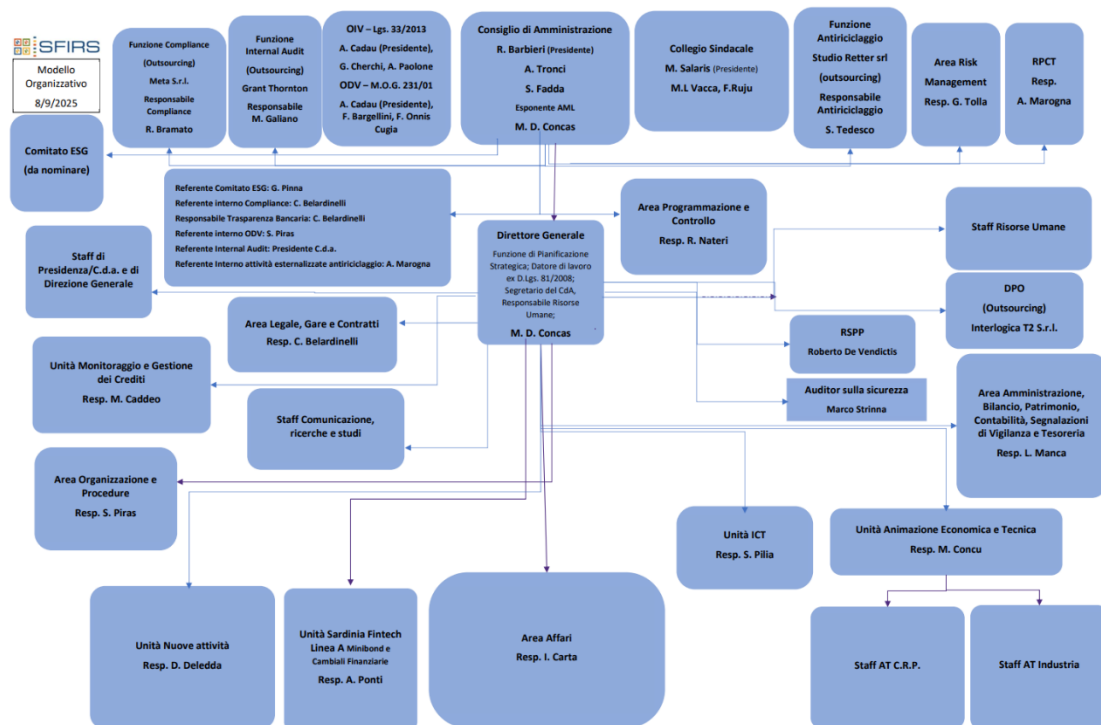 SFIRS
Modello
Organizzativo
8/9/2025
Funzione Compliance
(Outsourcing)
Meta S.r.l.
Responsabile
Compliance
R. Bramato
Funzione
Internal Audit
(Outsourcing)
Grant Thornton
Responsabile
M. Galiano
OIV – Lgs. 33/2013
A. Cadau (Presidente),
G. Cherchi, A. Paolone
ODV – M.O.G. 231/01
A. Cadau (Presidente),
F. Bargellini, F. Onnis
Cugia
Consiglio di Amministrazione
R. Barbieri (Presidente)
A. Tronci
S. Fadda
Esponente AML
M. D. Concas
Collegio Sindacale
M. Salaris (Presidente)
M.L Vacca, F.Ruju
Funzione
Antiriciclaggio
Studio Retter srl
(outsourcing)
Responsabile
Antiriciclaggio
S. Tedesco
Area Risk
Management
Resp. G. Tolla
RPCT
Resp.
A. Marogna
Comitato ESG
(da nominare)
Referente Comitato ESG: G. Pinna
Referente interno Compliance: C. Belardinelli
Responsabile Trasparenza Bancaria: C. Belardinelli
Referente interno ODV: S. Piras
Referente Internal Audit: Presidente C.d.a.
Referente Interno attività esternalizzate antiriciclaggio: A. Marogna
Area Programmazione e
Controllo
Resp. R. Nateri
Staff Risorse Umane
Staff di
Presidenza/C.d.a. e di
Direzione Generale
Direttore Generale
Funzione di Pianificazione
Strategica; Datore di lavoro
ex D.Lgs. 81/2008;
Segretario del CdA,
Responsabile Risorse
Umane;
M. D. Concas
DPO
(Outsourcing)
Interlogica T2 S.r.l.
Area Legale, Gare e Contratti
Resp. C. Belardinelli
RSPP
Roberto De Vendictis
Unità Monitoraggio e Gestione
dei Crediti
Resp. M. Caddeo
Auditor sulla sicurezza
Marco Strinna
Area Amministrazione,
Bilancio, Patrimonio,
Contabilità, Segnalazioni
di Vigilanza e Tesoreria
Resp. L. Manca
Staff Comunicazione,
ricerche e studi
Area Organizzazione e
Procedure
Resp. S. Piras
Unità ICT
Resp. S. Pilia
Unità Animazione Economica e Tecnica
Resp. M. Concu
Unità Nuove attività
Resp. D. Deledda
Unità Sardinia Fintech
Linea A Minibond e
Cambiali Finanziarie
Resp. A. Ponti
Area Affari
Resp. I. Carta
Staff AT C.R.P.
Staff AT Industria